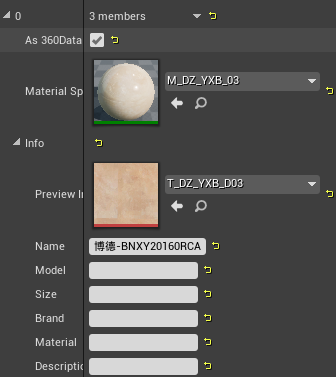 0
3 members
As 360Data
Material Sp
M_DZ_YXB_03
Info
Preview I
T_DZ_YXB_D03
Name
博德-BNXY20160RCA
Model
Size
Brand
Material
Descriptio